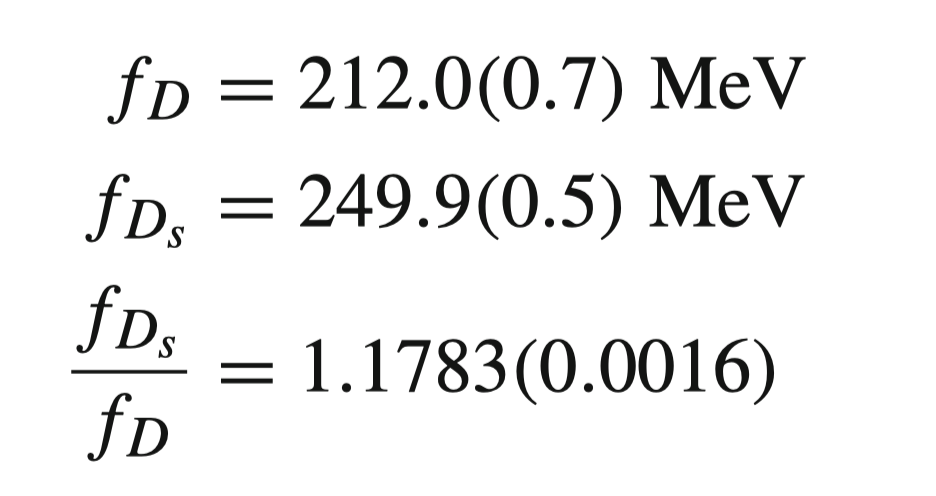 f_D = 212.0(0.7) MeV
f_{D_s} = 249.9(0.5) MeV
\frac{f_{D_s}}{f_D} = 1.1783(0.0016)